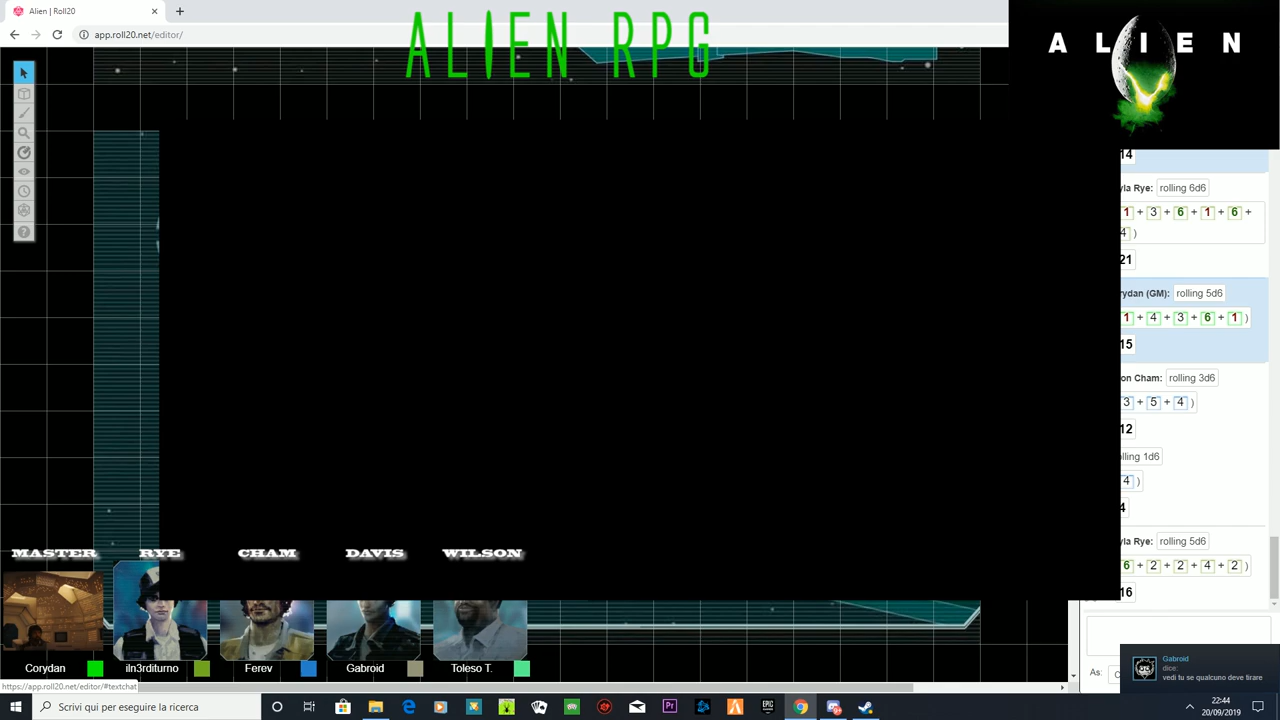 Alien | Roll20
app.roll20.net/editor/
ALIEN RPG
ALIEN
14
yla Rye: rolling 6d6
1 + 3 + 6 + 1 + 6 +
4 )
21
rydan (GM): rolling 5d6
1 + 4 + 3 + 6 + 1 )
15
on Cham: rolling 3d6
3 + 5 + 4 )
12
lling 1d6
4 )
4
yla Rye: rolling 5d6
6 + 2 + 2 + 4 + 2 )
16
MASTER RYE CHAM DAVIS WILSON
Corydan iln3rditurno Ferev Gabroid Toleso T.
As:
Gabroid
dice:
vedi tu se qualcuno deve tirare
https://app.roll20.net/editor/#textchat
Scrivi qui per eseguire la ricerca
22:44
20/09/2019